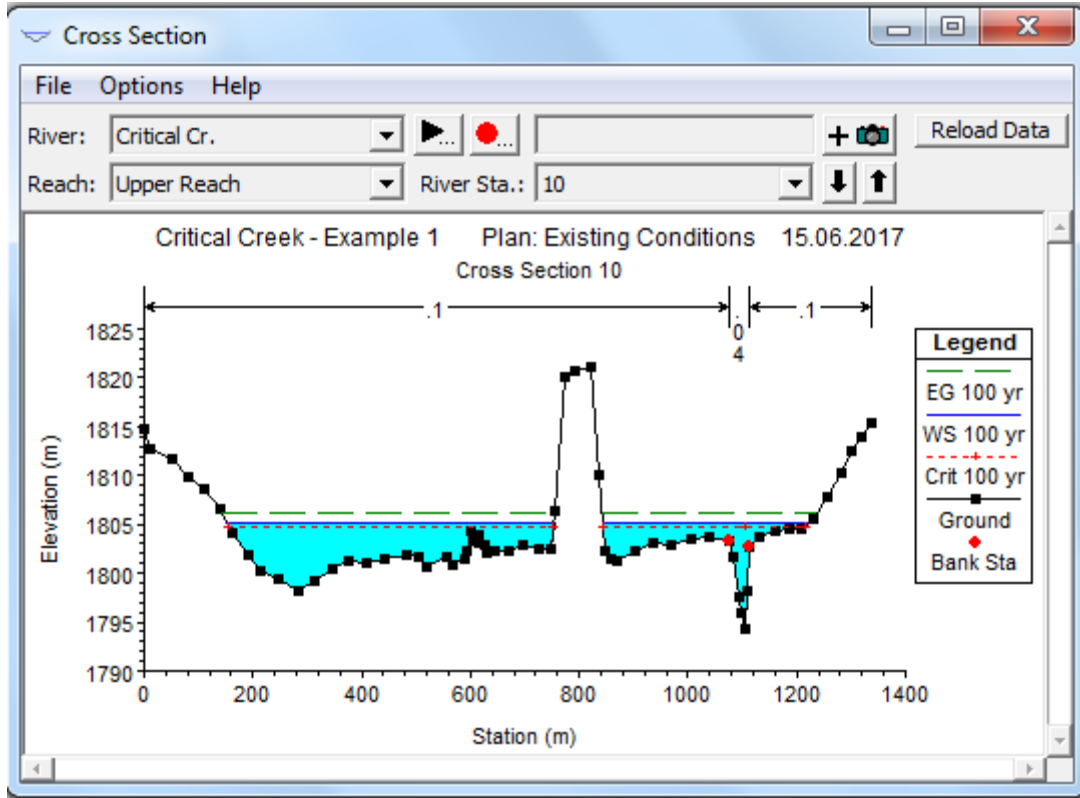 Cross Section
File Options Help
River: Critical Cr. ... ... + Reload Data
Reach: Upper Reach River Sta.: 10
Critical Creek - Example 1 Plan: Existing Conditions 15.06.2017
Cross Section 10
.1 .04 .1
1825
1820
1815
1810
1805
1800
1795
1790
Elevation (m)
0 200 400 600 800 1000 1200 1400
Station (m)
Legend
EG 100 yr
WS 100 yr
Crit 100 yr
Ground
Bank Sta